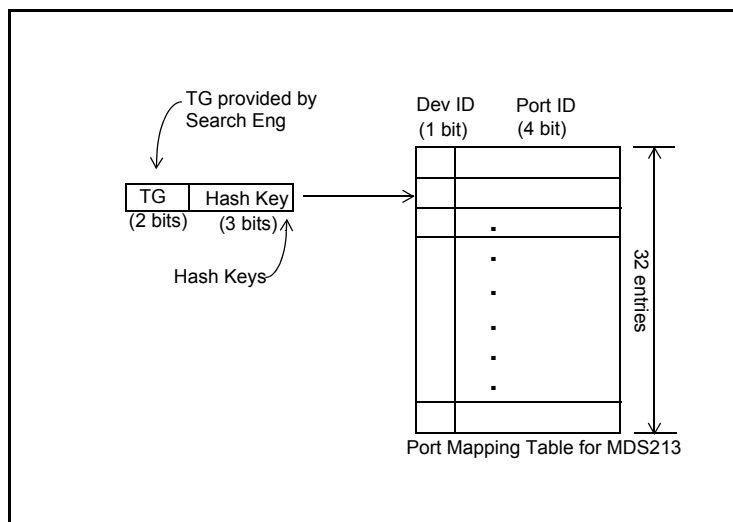 TG provided by
Search Eng
Dev ID
(1 bit)
Port ID
(4 bit)
TG
Hash Key
(2 bits)
(3 bits)
Hash Keys
32 entries
Port Mapping Table for MDS213